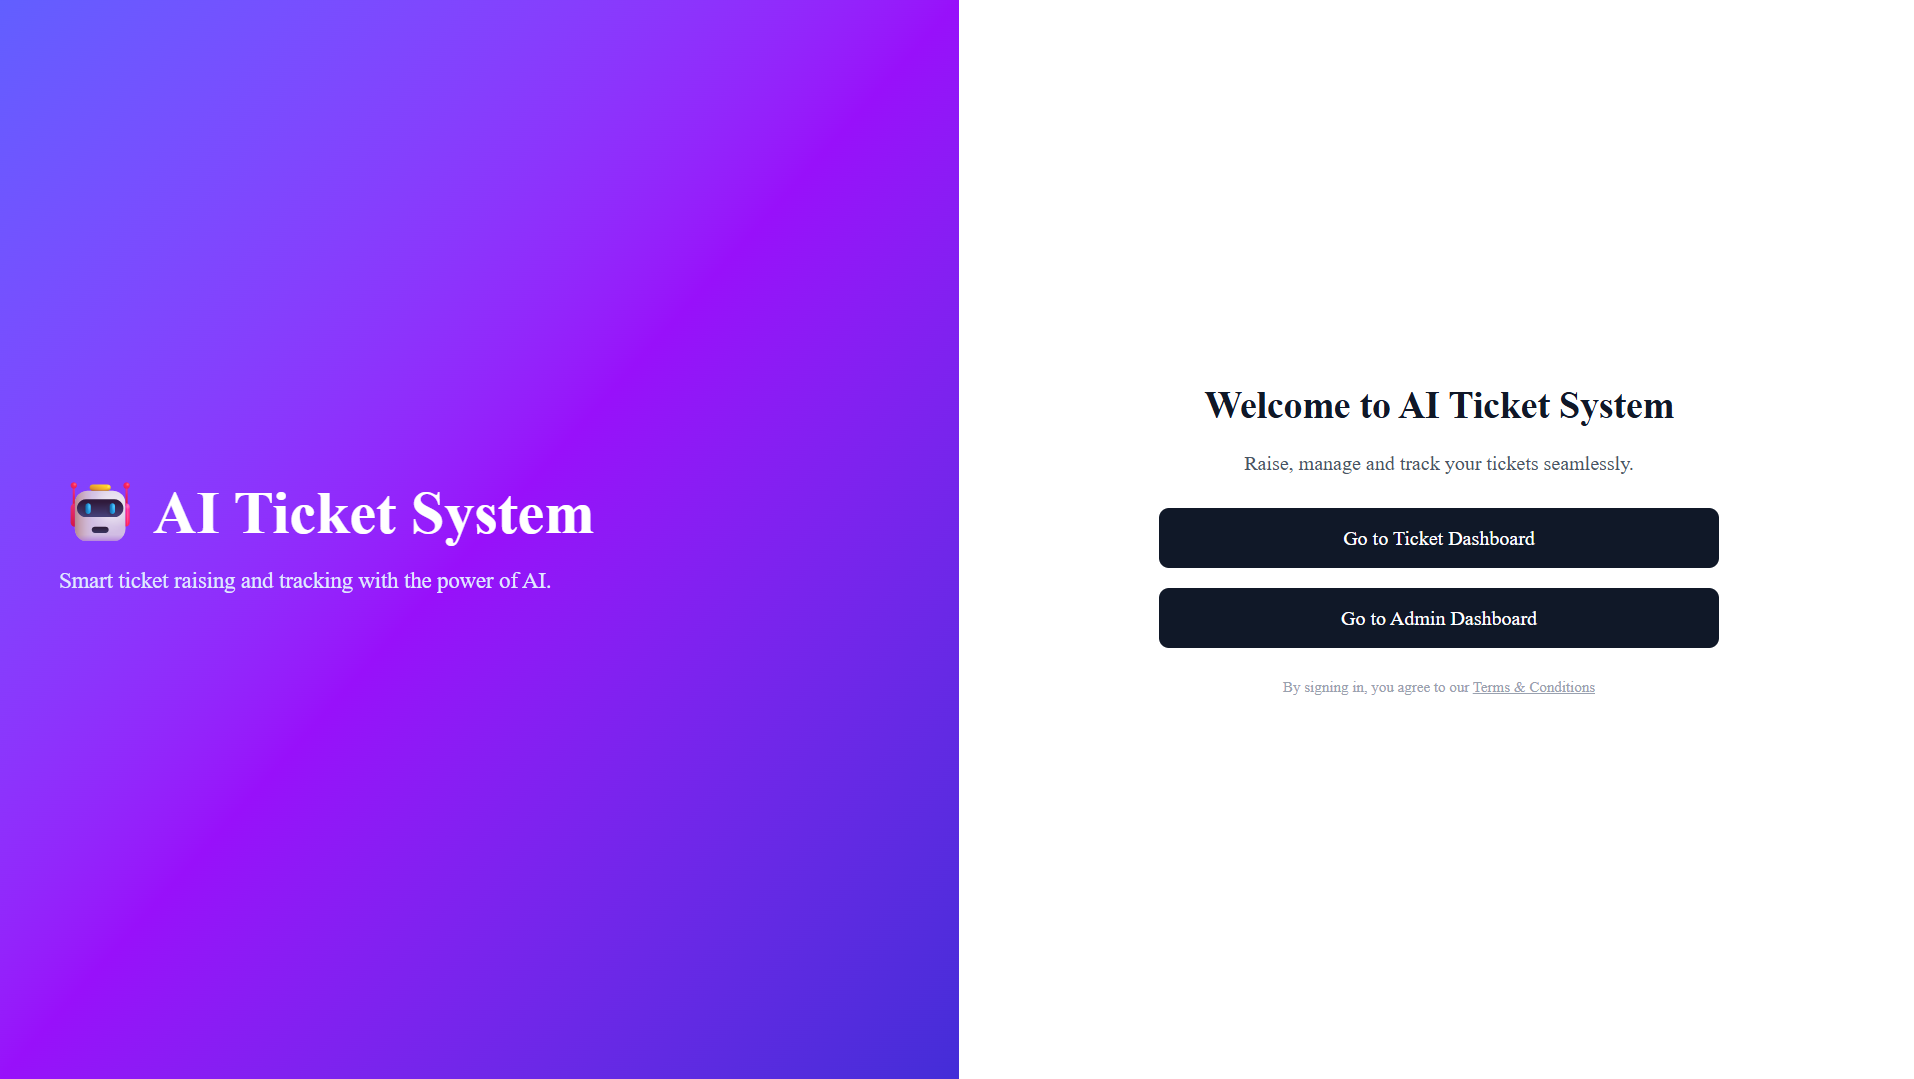 AI Ticket System
Smart ticket raising and tracking with the power of AI.
Welcome to AI Ticket System
Raise, manage and track your tickets seamlessly.
Go to Ticket Dashboard
Go to Admin Dashboard
By signing in, you agree to our Terms & Conditions